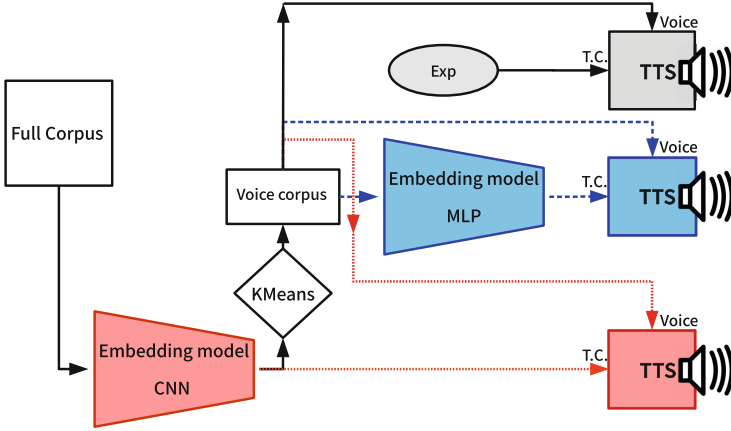 Voice
T.C.
Exp
TTS
Full Corpus
Voice
Embedding model
T.C.
Voice corpus
TTS
MLP
KMeans
Voice
Embedding model
T.C.
TTS
CNN